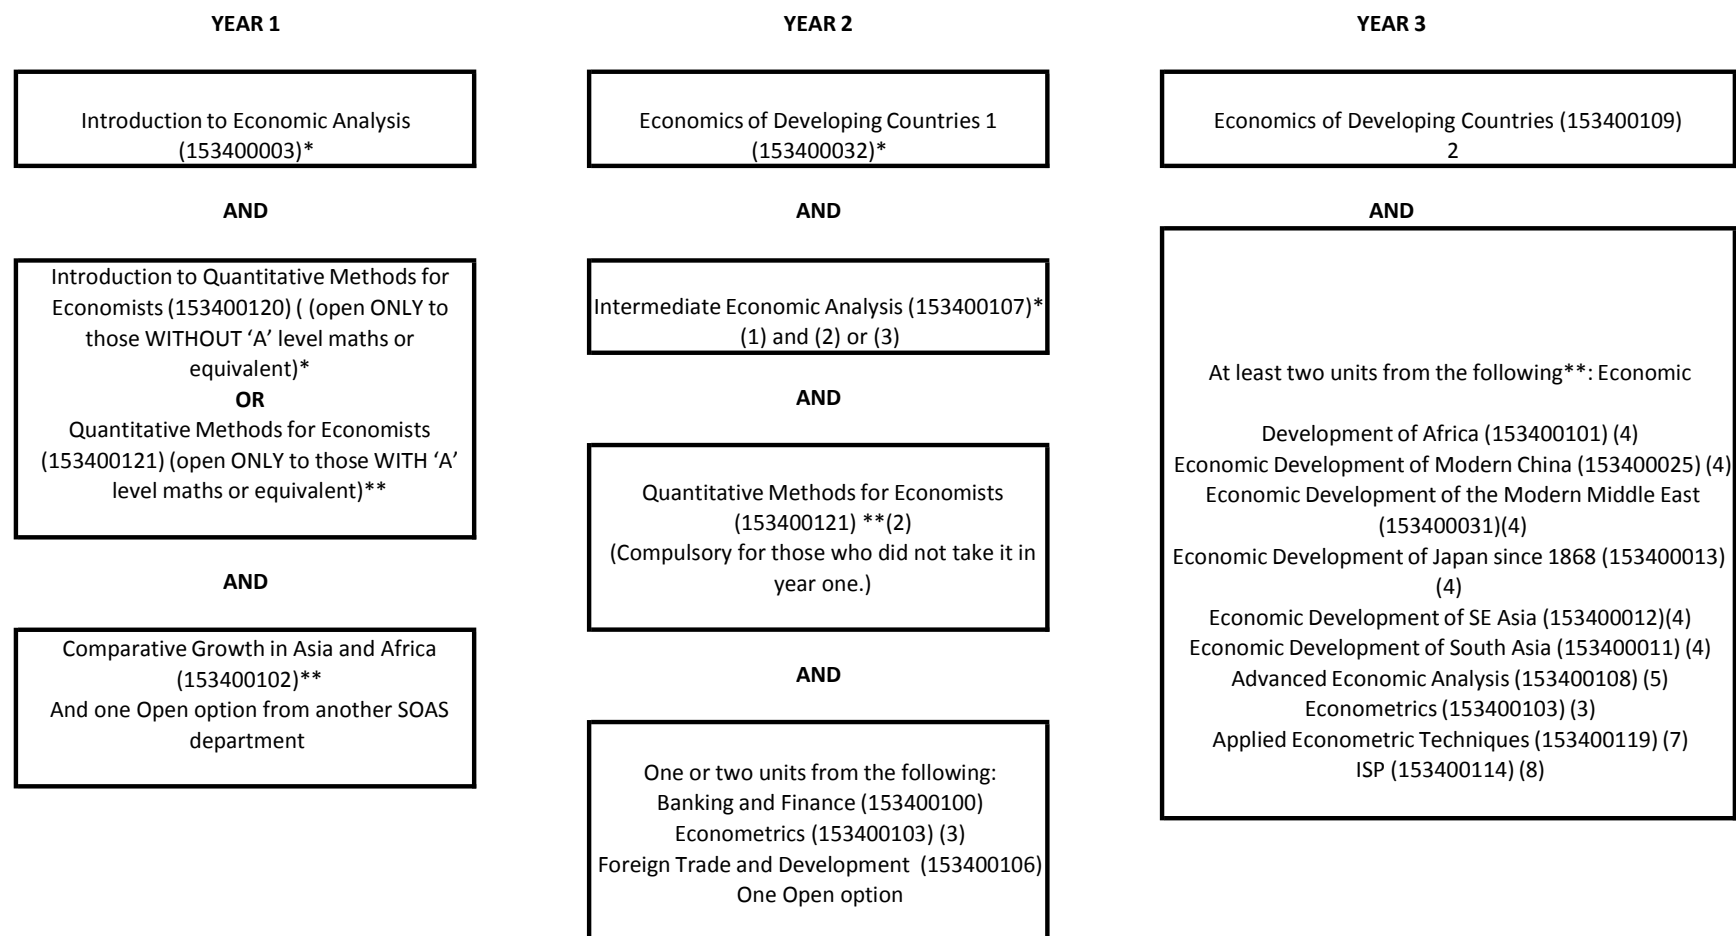 YEAR 1
Introduction to Economic Analysis
(153400003)*
AND
Introduction to Quantitative Methods for
Economists (153400120) ( (open ONLY to
those WITHOUT ‘A’ level maths or
equivalent)*
OR
Quantitative Methods for Economists
(153400121) (open ONLY to those WITH ‘A’
level maths or equivalent)**
AND
Comparative Growth in Asia and Africa
(153400102)**
And one Open option from another SOAS
department
YEAR 2
Economics of Developing Countries 1
(153400032)*
AND
Intermediate Economic Analysis (153400107)*
(1) and (2) or (3)
AND
Quantitative Methods for Economists
(153400121) **(2)
(Compulsory for those who did not take it in
year one.)
AND
One or two units from the following:
Banking and Finance (153400100)
Econometrics (153400103) (3)
Foreign Trade and Development (153400106)
One Open option
YEAR 3
Economics of Developing Countries (153400109)
2
AND
At least two units from the following**: Economic
Development of Africa (153400101) (4)
Economic Development of Modern China (153400025) (4)
Economic Development of the Modern Middle East
(153400031)(4)
Economic Development of Japan since 1868 (153400013)
(4)
Economic Development of SE Asia (153400012)(4)
Economic Development of South Asia (153400011) (4)
Advanced Economic Analysis (153400108) (5)
Econometrics (153400103) (3)
Applied Econometric Techniques (153400119) (7)
ISP (153400114) (8)